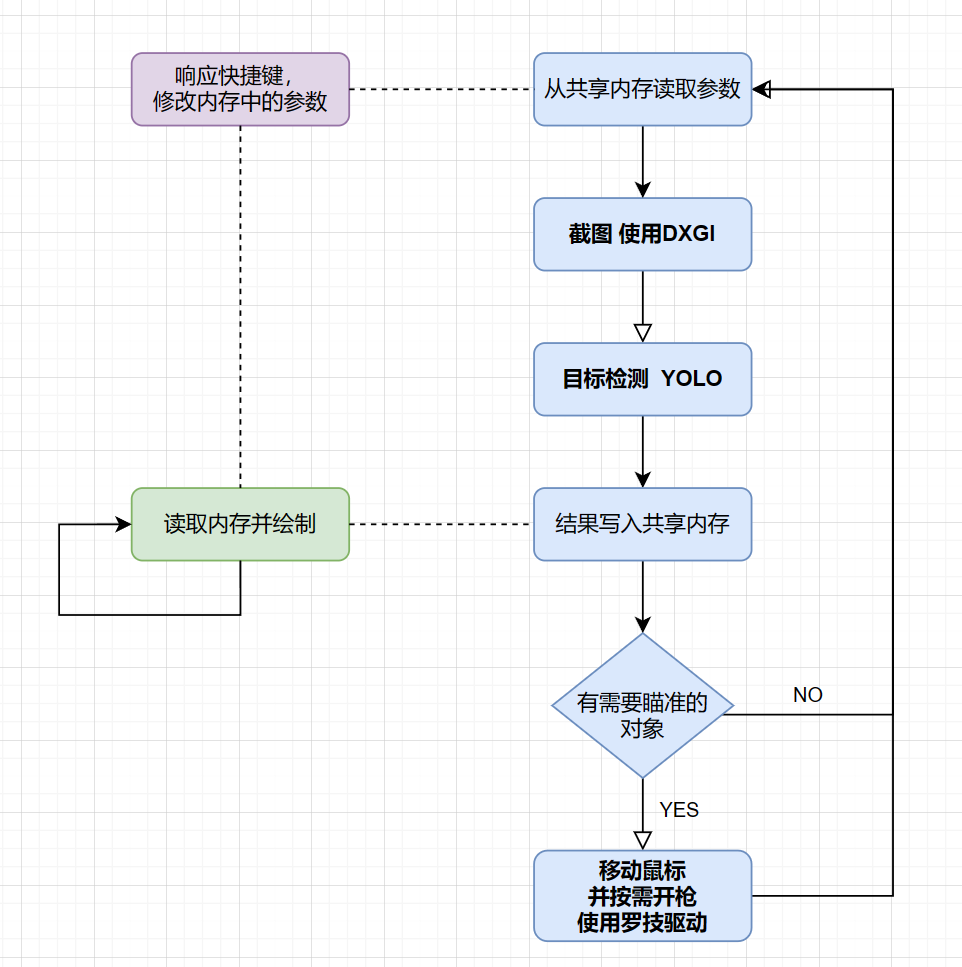 响应快捷键，
修改内存中的参数
从共享内存读取参数
截图 使用DXGI
目标检测 YOLO
读取内存并绘制
结果写入共享内存
有需要瞄准的
对象
NO
YES
移动鼠标
并按需开枪
使用罗技驱动